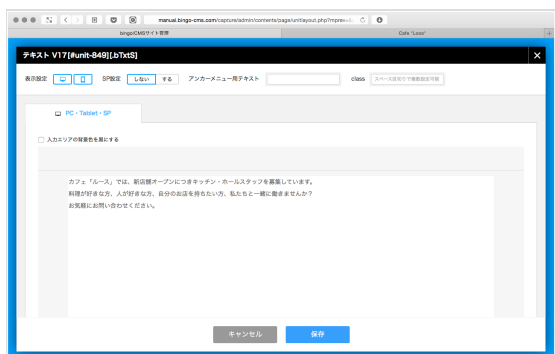 manual.bingo-cms.com/capture/admin/contents/page/unitlayout.php?mpre
bingo!CMSサイト管理
Cafe "Loos"
テキスト V17[#unit-849][.bTxtS]
表示設定
SP設定 しない する
アンカーメニュー用テキスト
class スペース区切りで複数設定可能
PC・Tablet・SP
入力エリアの背景色を黒にする
カフェ「ルース」では、新店舗オープンにつきキッチン・ホールスタッフを募集しています。
料理が好きな方、人が好きな方、自分のお店を持ちたい方、私たちと一緒に働きませんか？
お気軽にお問い合わせください。
キャンセル
保存